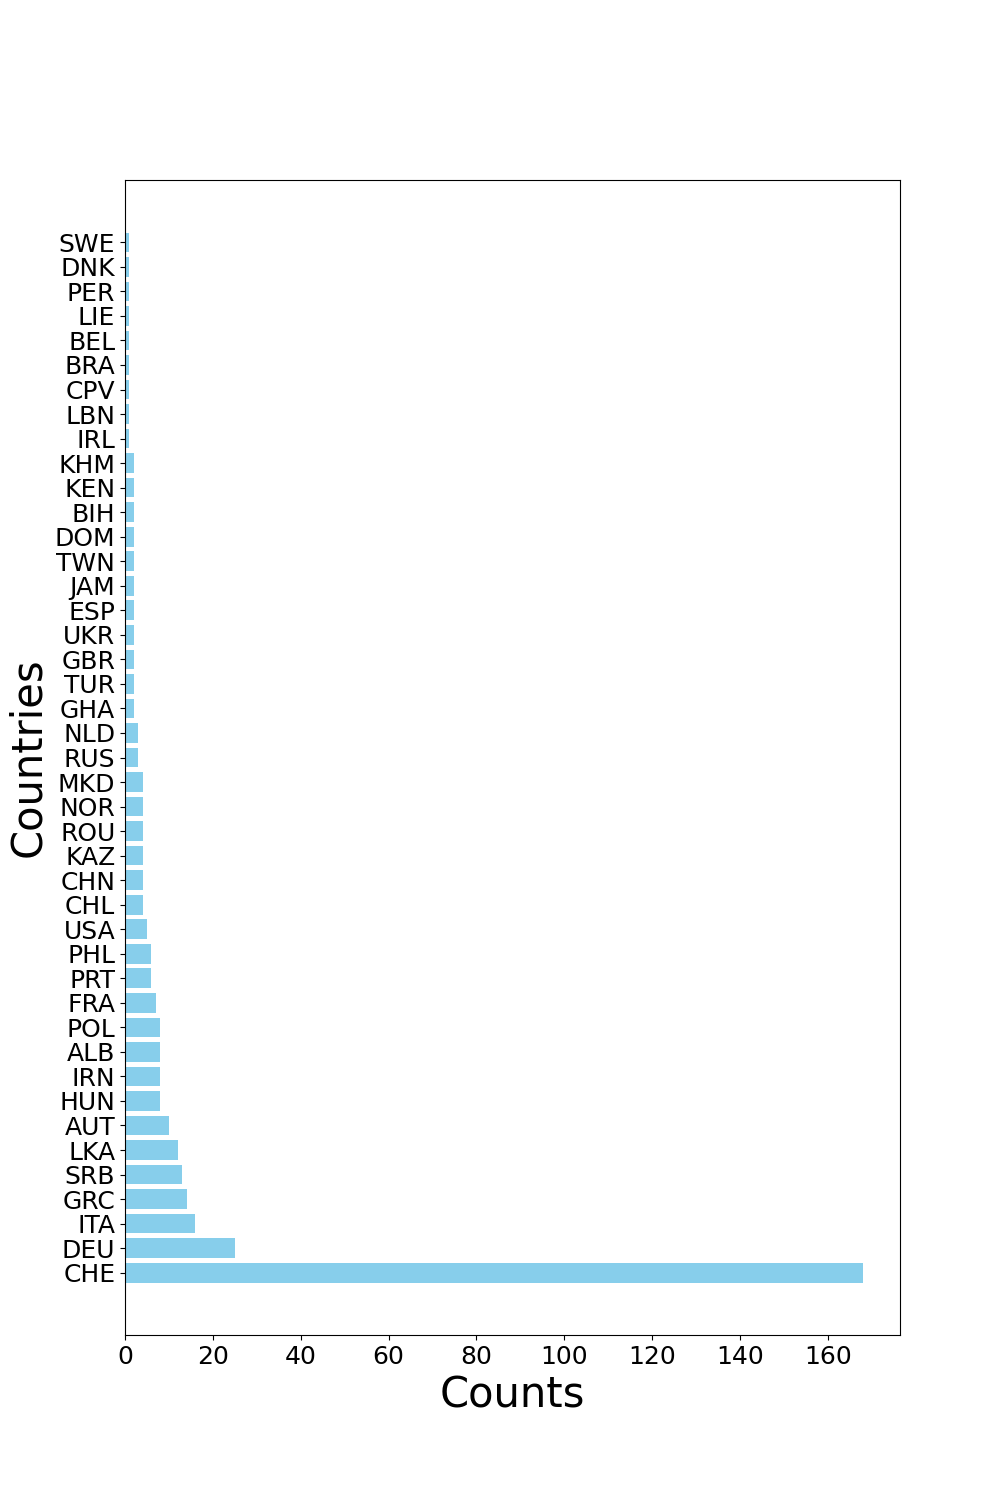 SWE
DNK
PER
LIE
BEL
BRA
CPV
LBN
IRL
KHM
KEN
BIH
DOM
TWN
JAM
ESP
UKR
GBR
TUR
GHA
NLD
RUS
MKD
NOR
ROU
KAZ
CHN
CHL
USA
PHL
PRT
FRA
POL
ALB
IRN
HUN
AUT
LKA
SRB
GRC
ITA
DEU
CHE
Countries
0 20 40 60 80 100 120 140 160
Counts